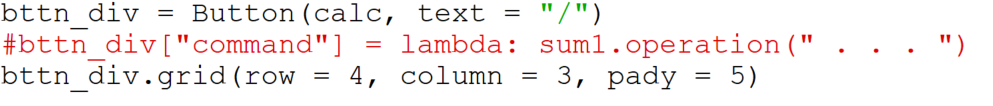 bttn_div = Button(calc, text = "/")
#bttn_div["command"] = lambda: sum1.operation(" . . . ")
bttn_div.grid(row = 4, column = 3, pady = 5)